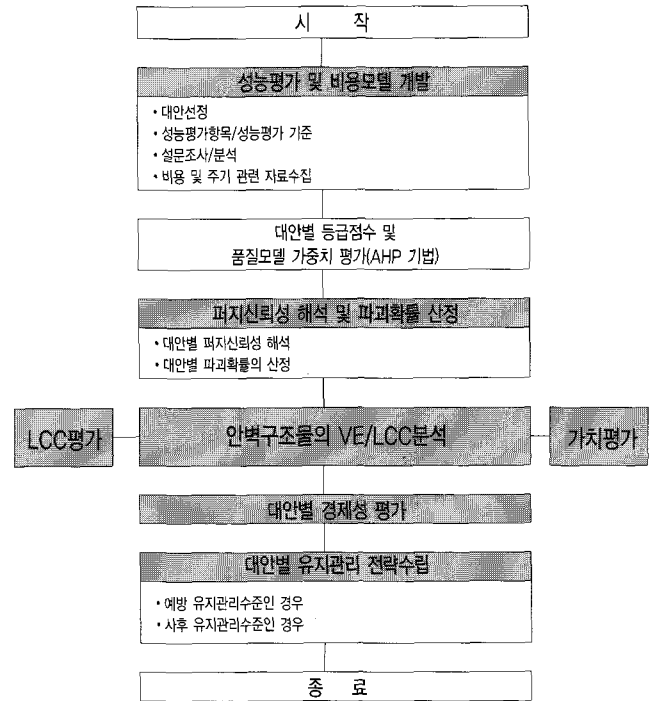 시 작
성능평가 및 비용모델 개발
• 대안선정
• 성능평가항목/성능평가 기준
• 설문조사/분석
• 비용 및 주기 관련 자료수집
대안별 등급점수 및
품질모델 가중치 평가(AHP 기법)
퍼지신뢰성 해석 및 파괴확률 산정
• 대안별 퍼지신뢰성 해석
• 대안별 파괴확률의 산정
LCC평가
안벽구조물의 VE/LCC분석
가치평가
대안별 경제성 평가
대안별 유지관리 전략수립
• 예방 유지관리수준인 경우
• 사후 유지관리수준인 경우
종 료